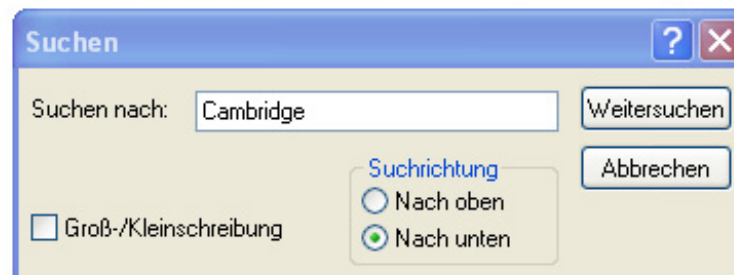 Suchen
Suchen nach: Cambridge Weitersuchen
Suchrichtung Abbrechen
Nach oben
Groß-/Kleinschreibung Nach unten